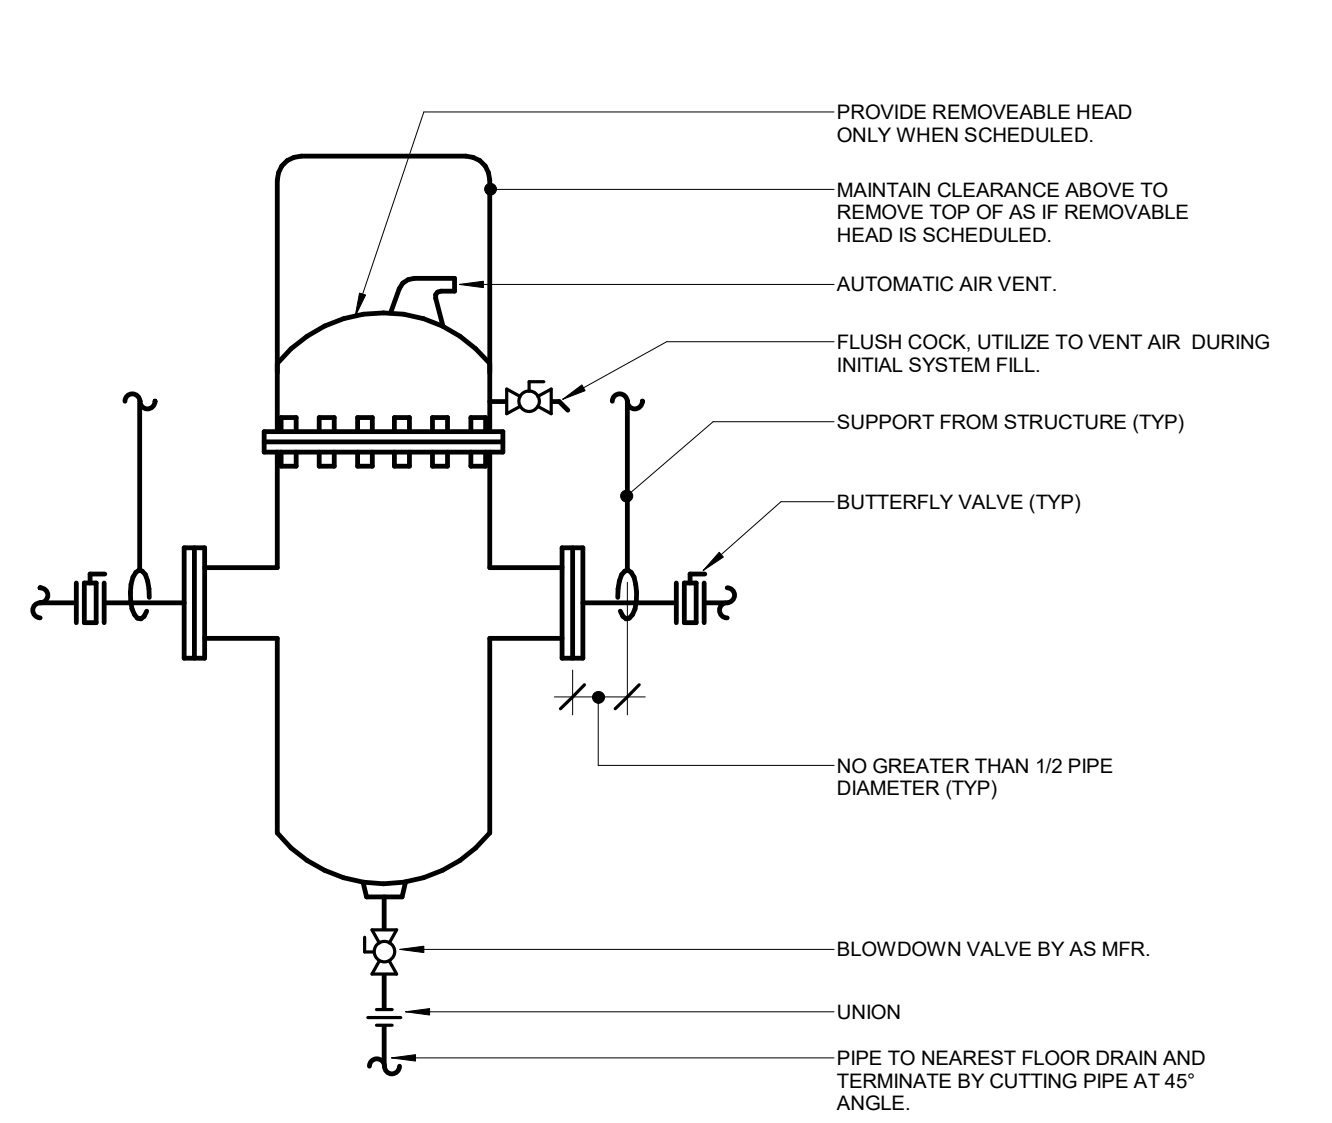 PROVIDE REMOVEABLE HEAD
ONLY WHEN SCHEDULED.
MAINTAIN CLEARANCE ABOVE TO
REMOVE TOP OF AS IF REMOVABLE
HEAD IS SCHEDULED.
AUTOMATIC AIR VENT.
FLUSH COCK, UTILIZE TO VENT AIR  DURING
INITIAL SYSTEM FILL.
SUPPORT FROM STRUCTURE (TYP)
BUTTERFLY VALVE (TYP)
NO GREATER THAN 1/2 PIPE
DIAMETER (TYP)
BLOWDOWN VALVE BY AS MFR.
UNION
PIPE TO NEAREST FLOOR DRAIN AND
TERMINATE BY CUTTING PIPE AT 45°
ANGLE.